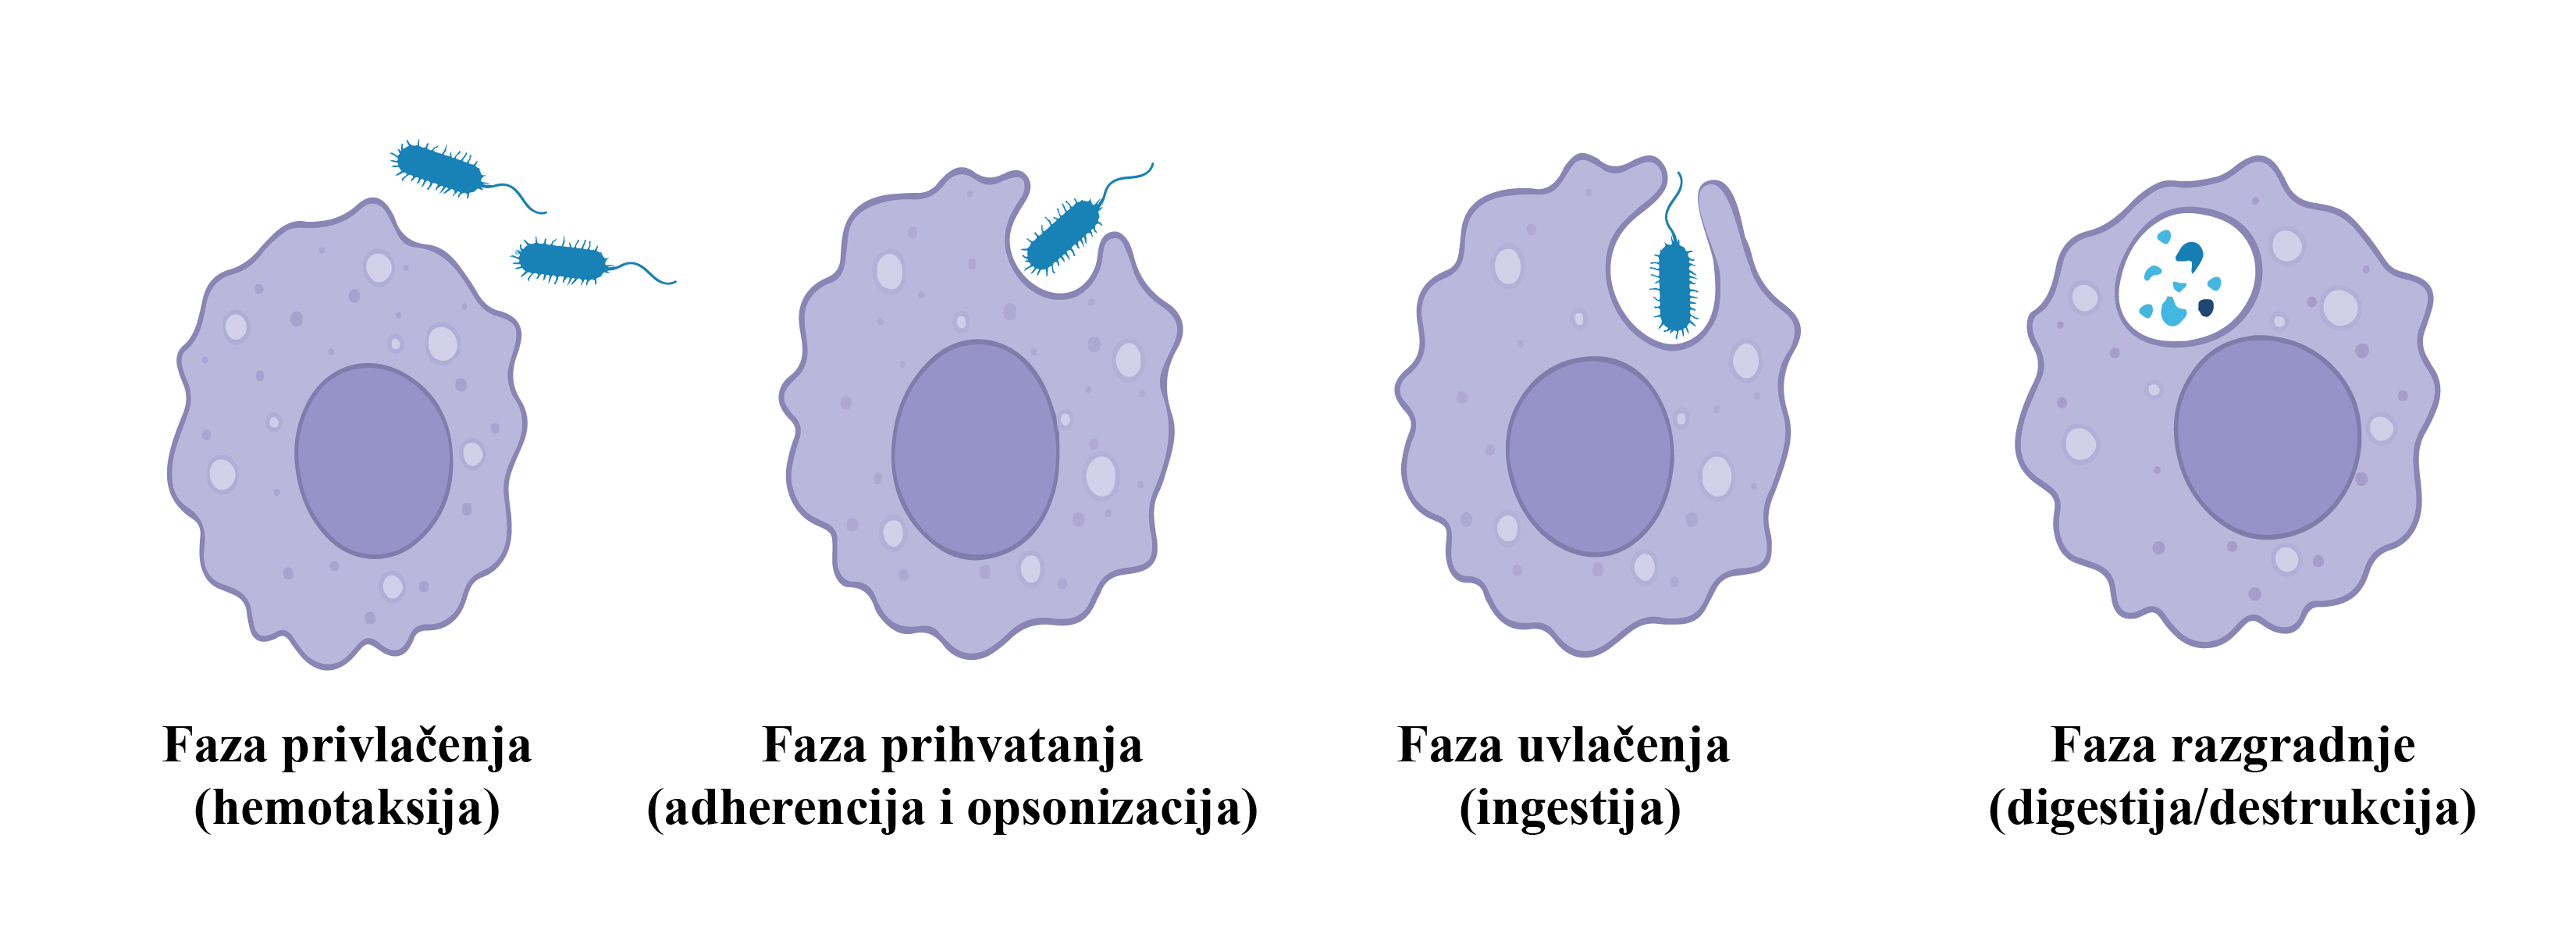 Faza privlačenja
(hemotaksija)
Faza prihvatanja
(adherencija i opsonizacija)
Faza uvlačenja
(ingestija)
Faza razgradnje
(digestija/destrukcija)